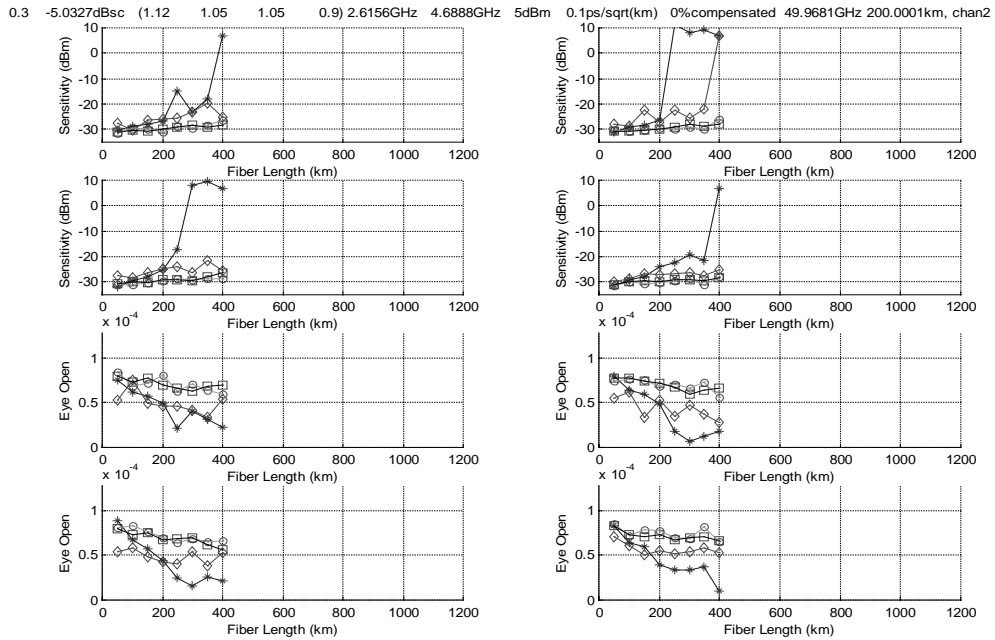 0.3 -5.0327dBsc (1.12 1.05 1.05 0.9) 2.6156GHz 4.6888GHz 5dBm 0.1ps/sqrt(km) 0%compensated 49.9681GHz 200.0001km, chan2
10
0
-10
-20
-30
Sensitivity (dBm)
0 200 400 600 800 1000 1200
Fiber Length (km)
10
0
-10
-20
-30
Sensitivity (dBm)
0 200 400 600 800 1000 1200
Fiber Length (km)
10
0
-10
-20
-30
Sensitivity (dBm)
0 200 400 600 800 1000 1200
Fiber Length (km)
10
0
-10
-20
-30
Sensitivity (dBm)
0 200 400 600 800 1000 1200
Fiber Length (km)
x 10-4
1
0.5
0
Eye Open
0 200 400 600 800 1000 1200
Fiber Length (km)
x 10-4
1
0.5
0
Eye Open
0 200 400 600 800 1000 1200
Fiber Length (km)
x 10-4
1
0.5
0
Eye Open
0 200 400 600 800 1000 1200
Fiber Length (km)
x 10-4
1
0.5
0
Eye Open
0 200 400 600 800 1000 1200
Fiber Length (km)